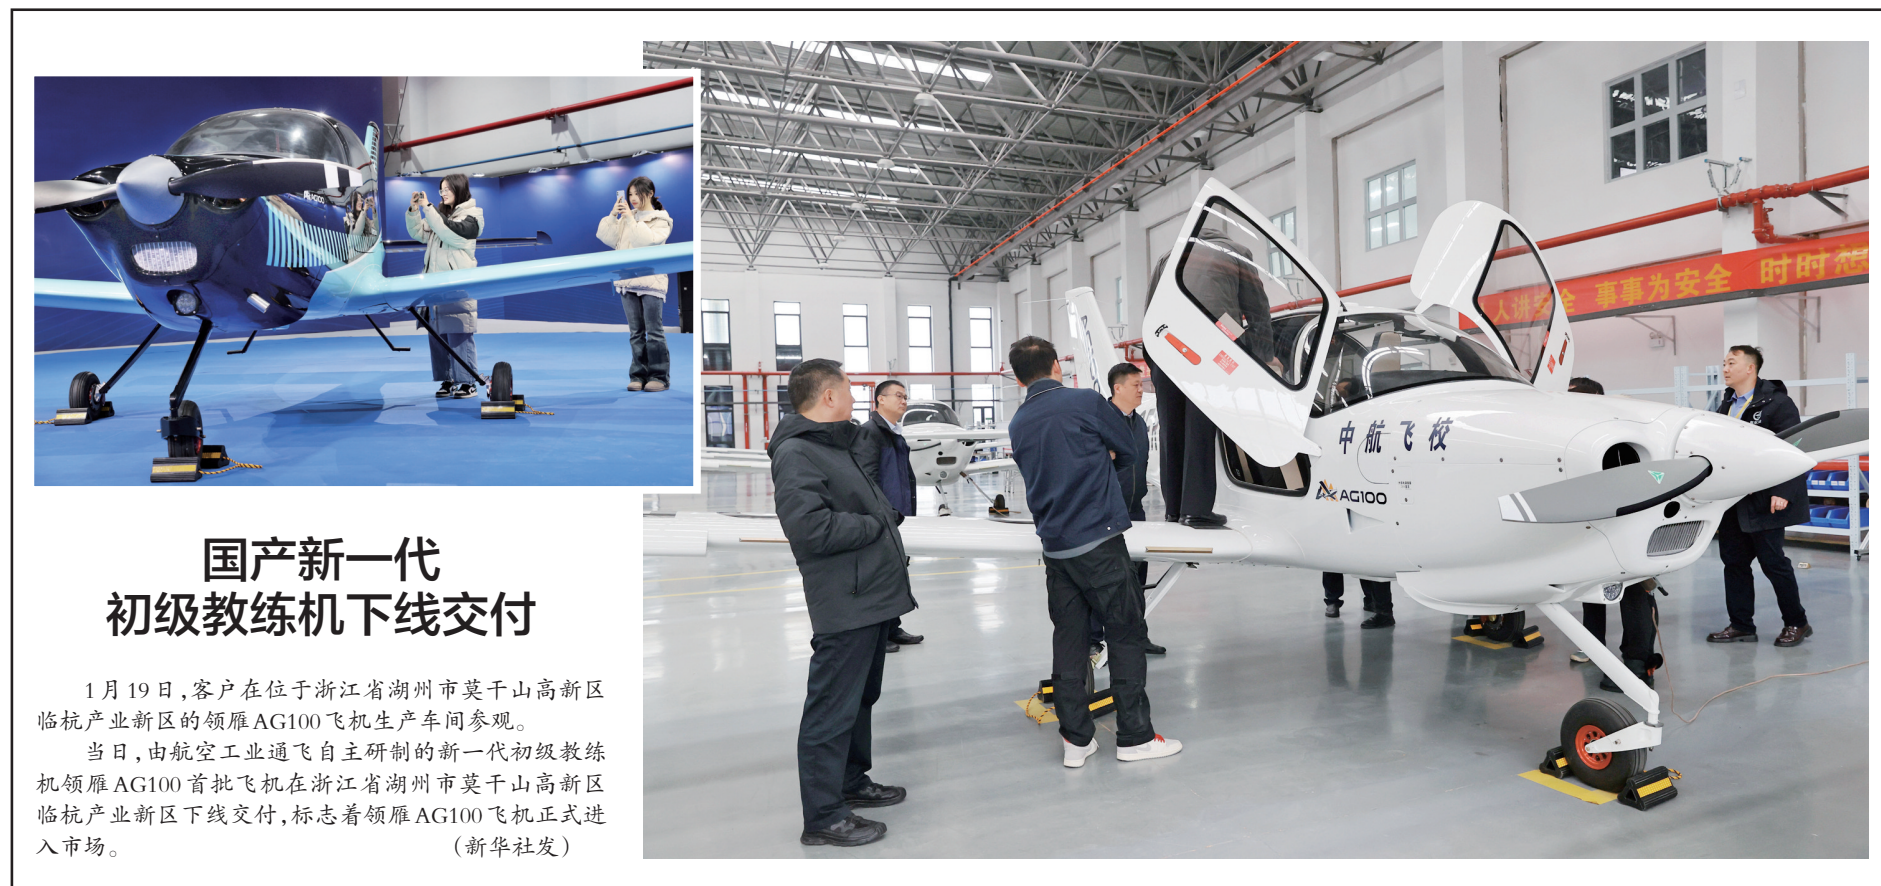 国产新一代
初级教练机下线交付
1月19日,客户在位于浙江省湖州市莫干山高新区
临杭产业新区的领雁AG100飞机生产车间参观。
当日,由航空工业通飞自主研制的新一代初级教练
机领雁AG100首批飞机在浙江省湖州市莫干山高新区
临杭产业新区下线交付,标志着领雁AG100飞机正式进
入市场。 (新华社发)
AG100
人讲安全 事事为安全 时时想
中航飞校
AG100